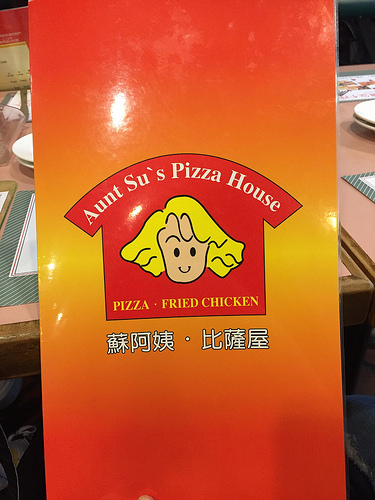 Aunt Su`s Pizza House
PIZZA · FRIED CHICKEN
蘇阿姨 · 比薩屋